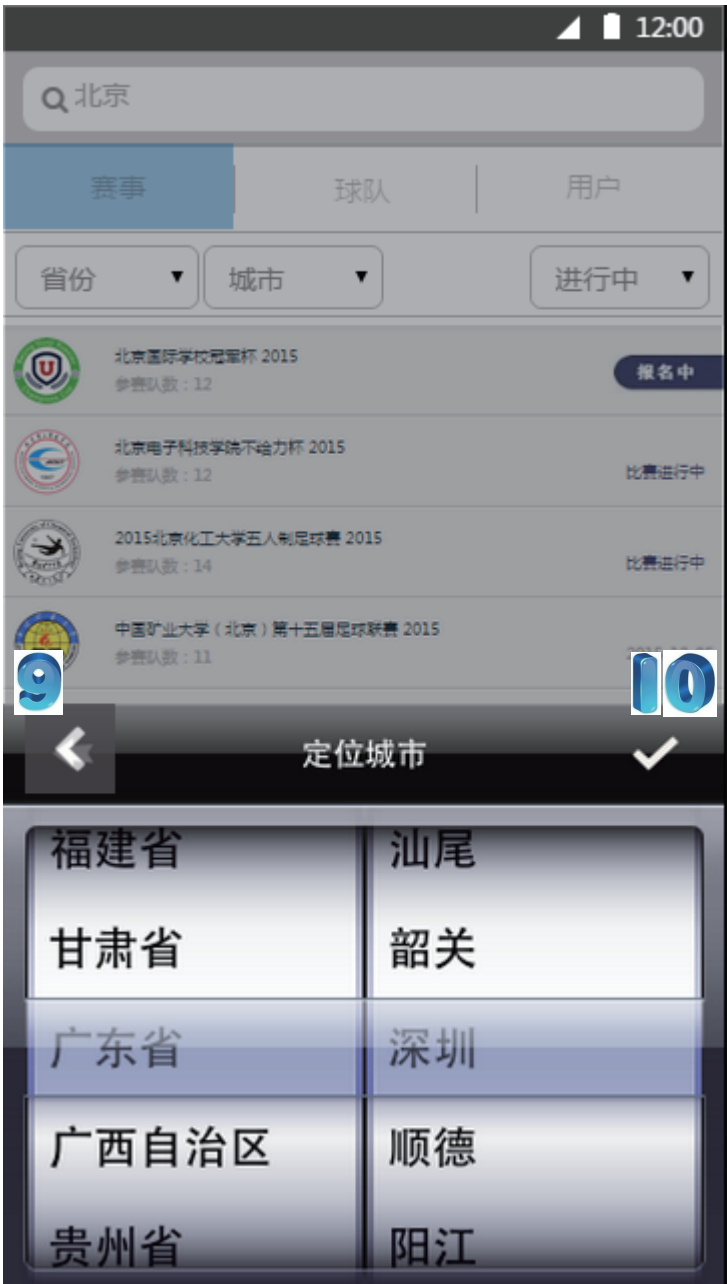 12:00
北京
赛事 球队 用户
省份 城市 进行中
北京国际学校冠军杯 2015
参赛队数：12
报名中
北京电子科技学院不给力杯 2015
参赛队数：12
比赛进行中
2015北京化工大学五人制足球赛 2015
参赛队数：14
比赛进行中
中国矿业大学（北京）第十五届足球联赛 2015
参赛队数：11
9 10
定位城市
福建省 汕尾
甘肃省 韶关
广东省 深圳
广西自治区 顺德
贵州省 阳江